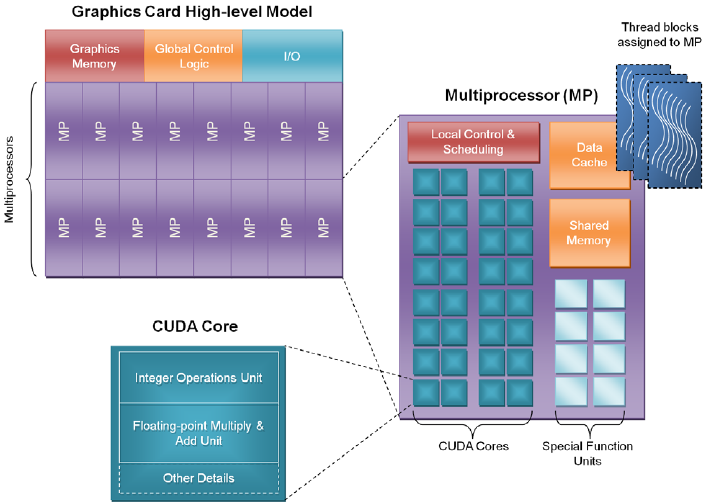 Graphics Card High-level Model
Graphics
Memory
Global Control
Logic
I/O
Multiprocessors
MP MP MP MP MP MP MP MP
MP MP MP MP MP MP MP MP
Thread blocks
assigned to MP
Multiprocessor (MP)
Local Control &
Scheduling
Data
Cache
Shared
Memory
CUDA Cores
Special Function
Units
CUDA Core
Integer Operations Unit
Floating-point Multiply &
Add Unit
Other Details